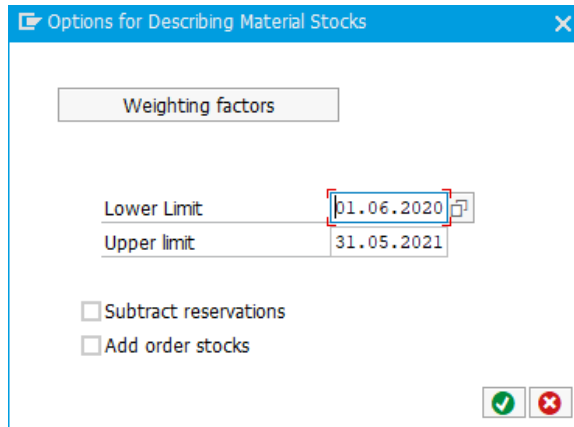 Options for Describing Material Stocks
Weighting factors
Lower Limit 01.06.2020
Upper limit 31.05.2021
Subtract reservations
Add order stocks